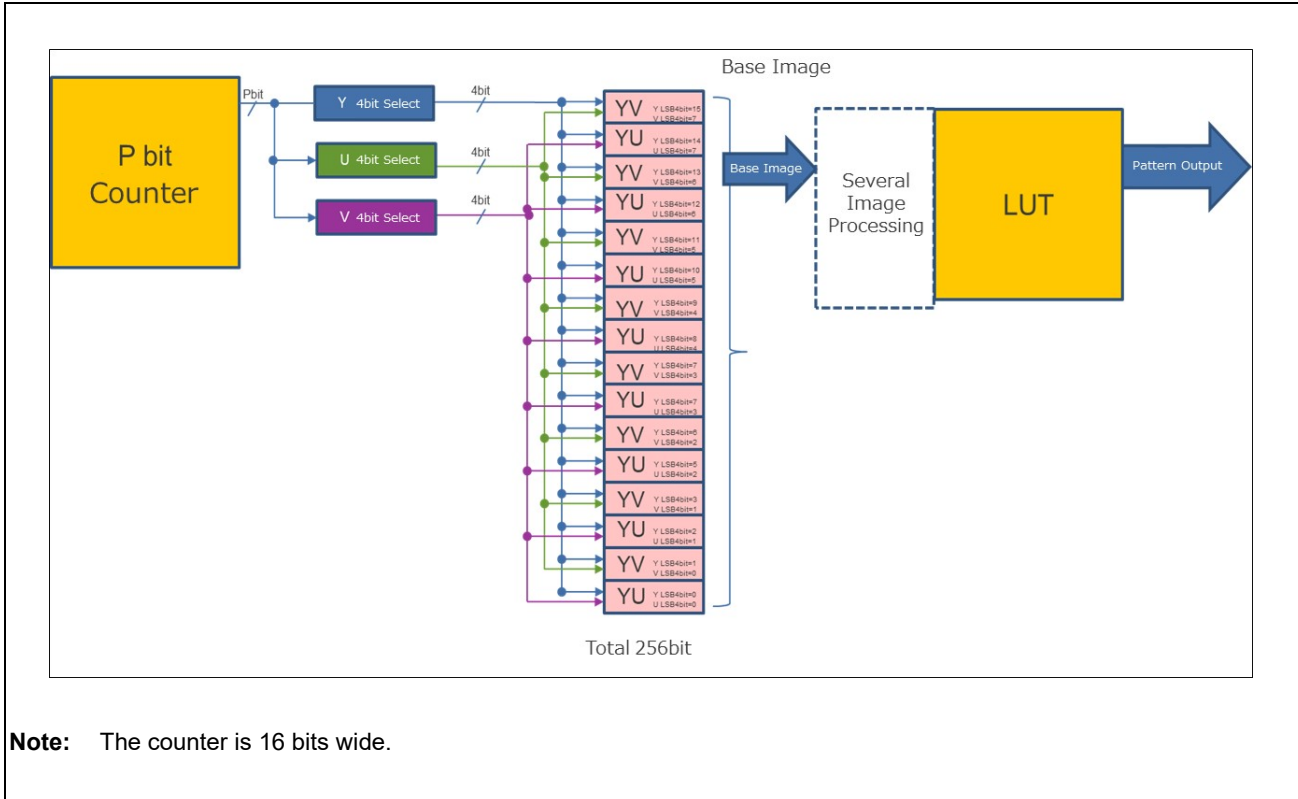 Base Image
P bit
Counter
Pbit
Y 4bit Select
4bit
U 4bit Select
4bit
V 4bit Select
4bit
YV
Y LSB4bit=15
V LSB4bit=7
YU
Y LSB4bit=14
U LSB4bit=7
YV
Y LSB4bit=13
V LSB4bit=6
YU
Y LSB4bit=12
U LSB4bit=6
YV
Y LSB4bit=11
V LSB4bit=5
YU
Y LSB4bit=10
U LSB4bit=5
YV
Y LSB4bit=9
V LSB4bit=4
YU
Y LSB4bit=8
U LSB4bit=4
YV
Y LSB4bit=7
V LSB4bit=3
YU
Y LSB4bit=7
U LSB4bit=3
YV
Y LSB4bit=6
V LSB4bit=2
YU
Y LSB4bit=5
U LSB4bit=2
YV
Y LSB4bit=3
V LSB4bit=1
YU
Y LSB4bit=2
U LSB4bit=1
YV
Y LSB4bit=1
V LSB4bit=0
YU
Y LSB4bit=0
U LSB4bit=0
Total 256bit
Base Image
Several
Image
Processing
LUT
Pattern Output
Note: The counter is 16 bits wide.